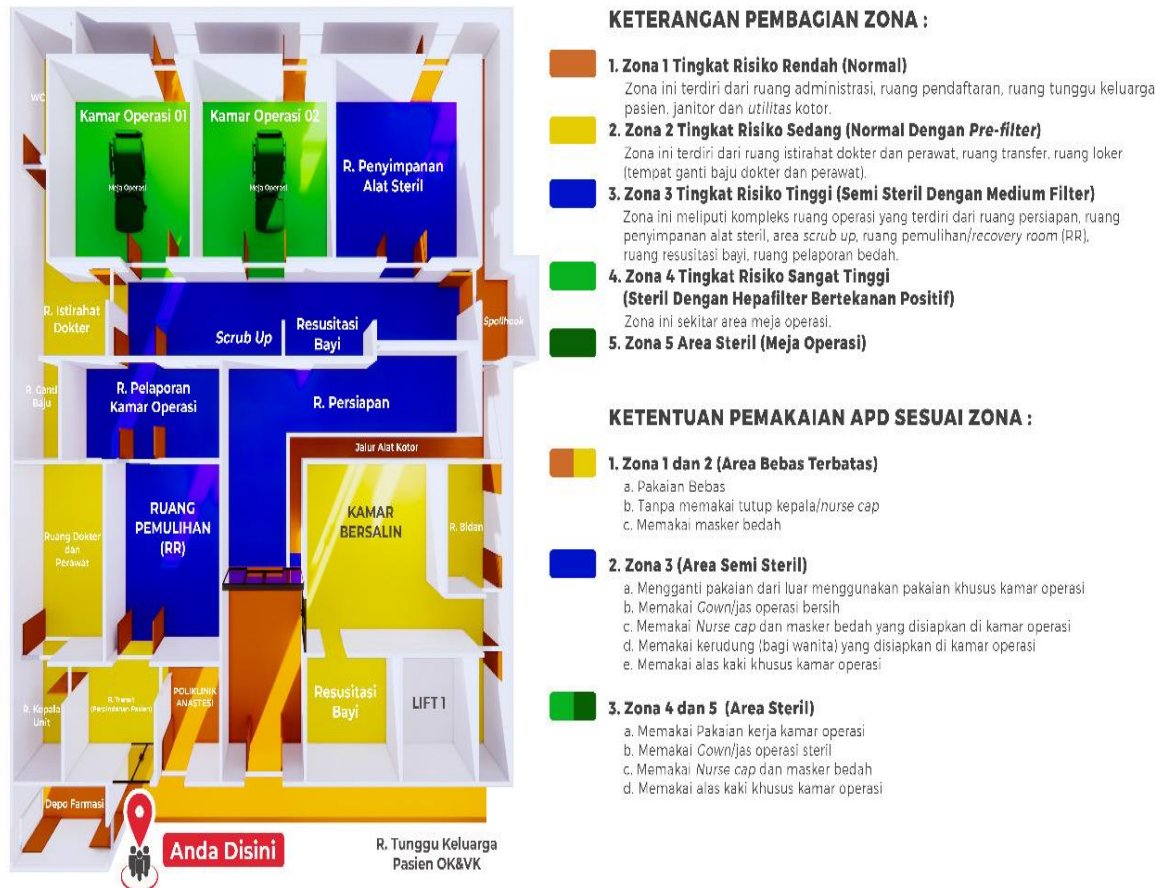 WC
Kamar Operasi 01
Kamar Operasi 02
Meja Operasi
Meja Operasi
R. Penyimpanan
Alat Steril
R. Istirahat
Dokter
Scrub Up
Resusitasi
Bayi
Spoilhook
R. Ganti
Baju
R. Pelaporan
Kamar Operasi
R. Persiapan
Jalur Alat Kotor
Ruang Dokter
dan
Perawat
RUANG
PEMULIHAN
(RR)
KAMAR
BERSALIN
R. Bidan
R. Kepala
Unit
R. Transit
(Perpindahan Pasien)
POLIKLINIK
ANASTESI
Resusitasi
Bayi
LIFT 1
Depo Farmasi
Anda Disini
R. Tunggu Keluarga
Pasien OK&VK
KETERANGAN PEMBAGIAN ZONA :
1. Zona 1 Tingkat Risiko Rendah (Normal)
Zona ini terdiri dari ruang administrasi, ruang pendaftaran, ruang tunggu keluarga
pasien, janitor dan utilitas kotor.
2. Zona 2 Tingkat Risiko Sedang (Normal Dengan Pre-filter)
Zona ini terdiri dari ruang istirahat dokter dan perawat, ruang transfer, ruang loker
(tempat ganti baju dokter dan perawat).
3. Zona 3 Tingkat Risiko Tinggi (Semi Steril Dengan Medium Filter)
Zona ini meliputi kompleks ruang operasi yang terdiri dari ruang persiapan, ruang
penyimpanan alat steril, area scrub up, ruang pemulihan/recovery room (RR),
ruang resusitasi bayi, ruang pelaporan bedah.
4. Zona 4 Tingkat Risiko Sangat Tinggi
(Steril Dengan Hepafilter Bertekanan Positif)
Zona ini sekitar area meja operasi.
5. Zona 5 Area Steril (Meja Operasi)
KETENTUAN PEMAKAIAN APD SESUAI ZONA :
1. Zona 1 dan 2 (Area Bebas Terbatas)
a. Pakaian Bebas
b. Tanpa memakai tutup kepala/nurse cap
c. Memakai masker bedah
2. Zona 3 (Area Semi Steril)
a. Mengganti pakaian dari luar menggunakan pakaian khusus kamar operasi
b. Memakai Gown/jas operasi bersih
c. Memakai Nurse cap dan masker bedah yang disiapkan di kamar operasi
d. Memakai kerudung (bagi wanita) yang disiapkan di kamar operasi
e. Memakai alas kaki khusus kamar operasi
3. Zona 4 dan 5 (Area Steril)
a. Memakai Pakaian kerja kamar operasi
b. Memakai Gown/jas operasi steril
c. Memakai Nurse cap dan masker bedah
d. Memakai alas kaki khusus kamar operasi